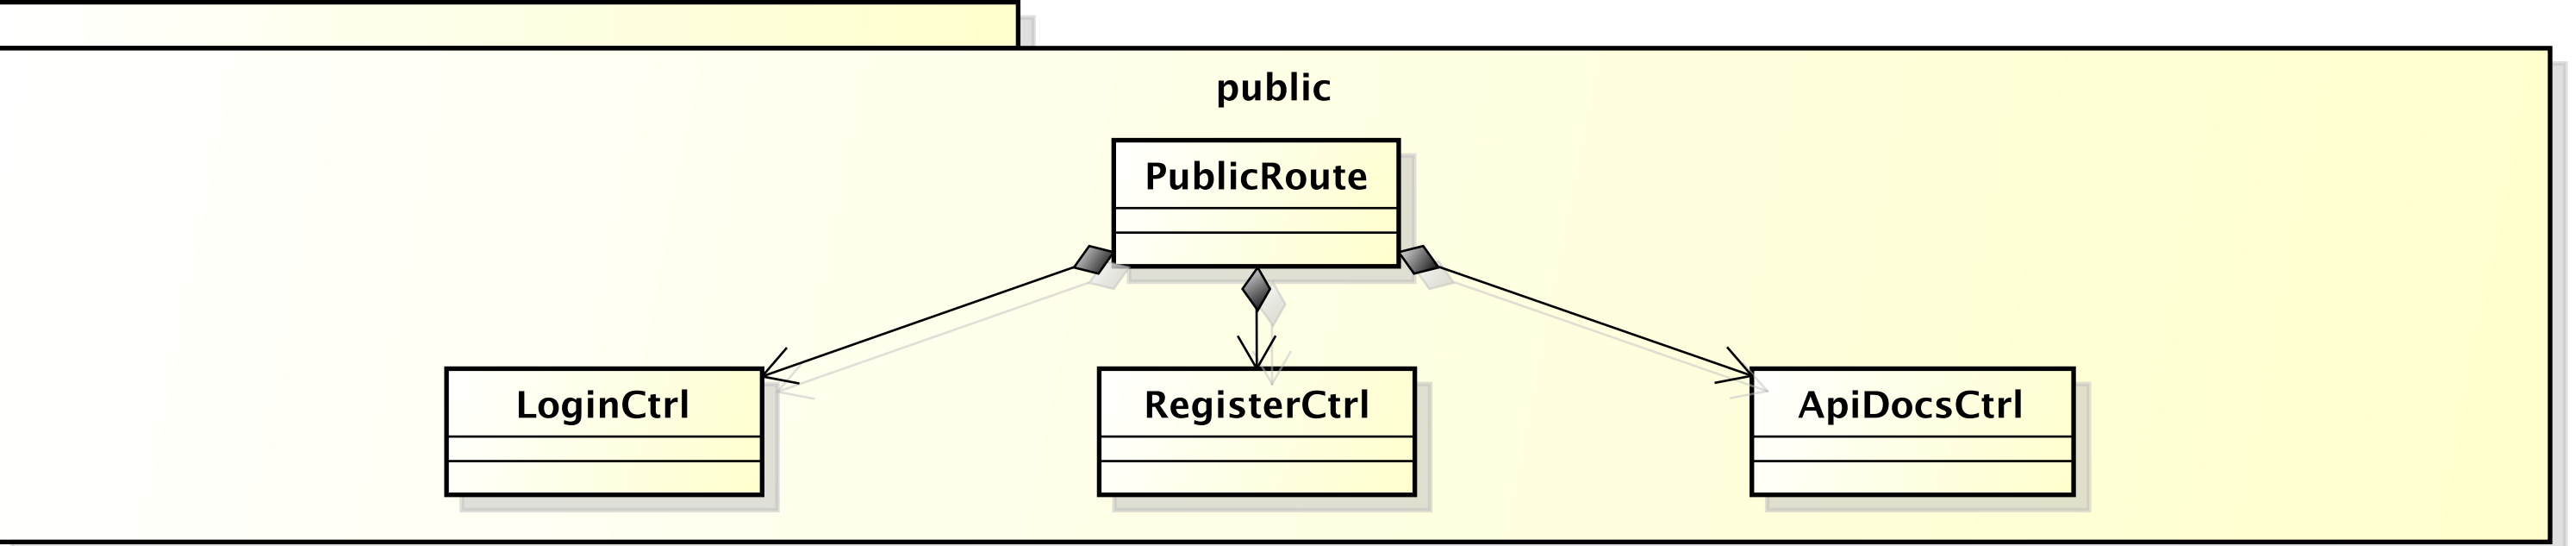 public
PublicRoute
LoginCtrl
RegisterCtrl
ApiDocsCtrl